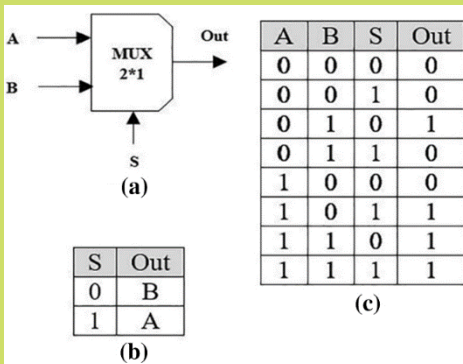 A
B
MUX
2*1
Out
S
(a)
S Out
0 B
1 A
(b)
A B S Out
0 0 0 0
0 0 1 0
0 1 0 1
0 1 1 0
1 0 0 0
1 0 1 1
1 1 0 1
1 1 1 1
(c)